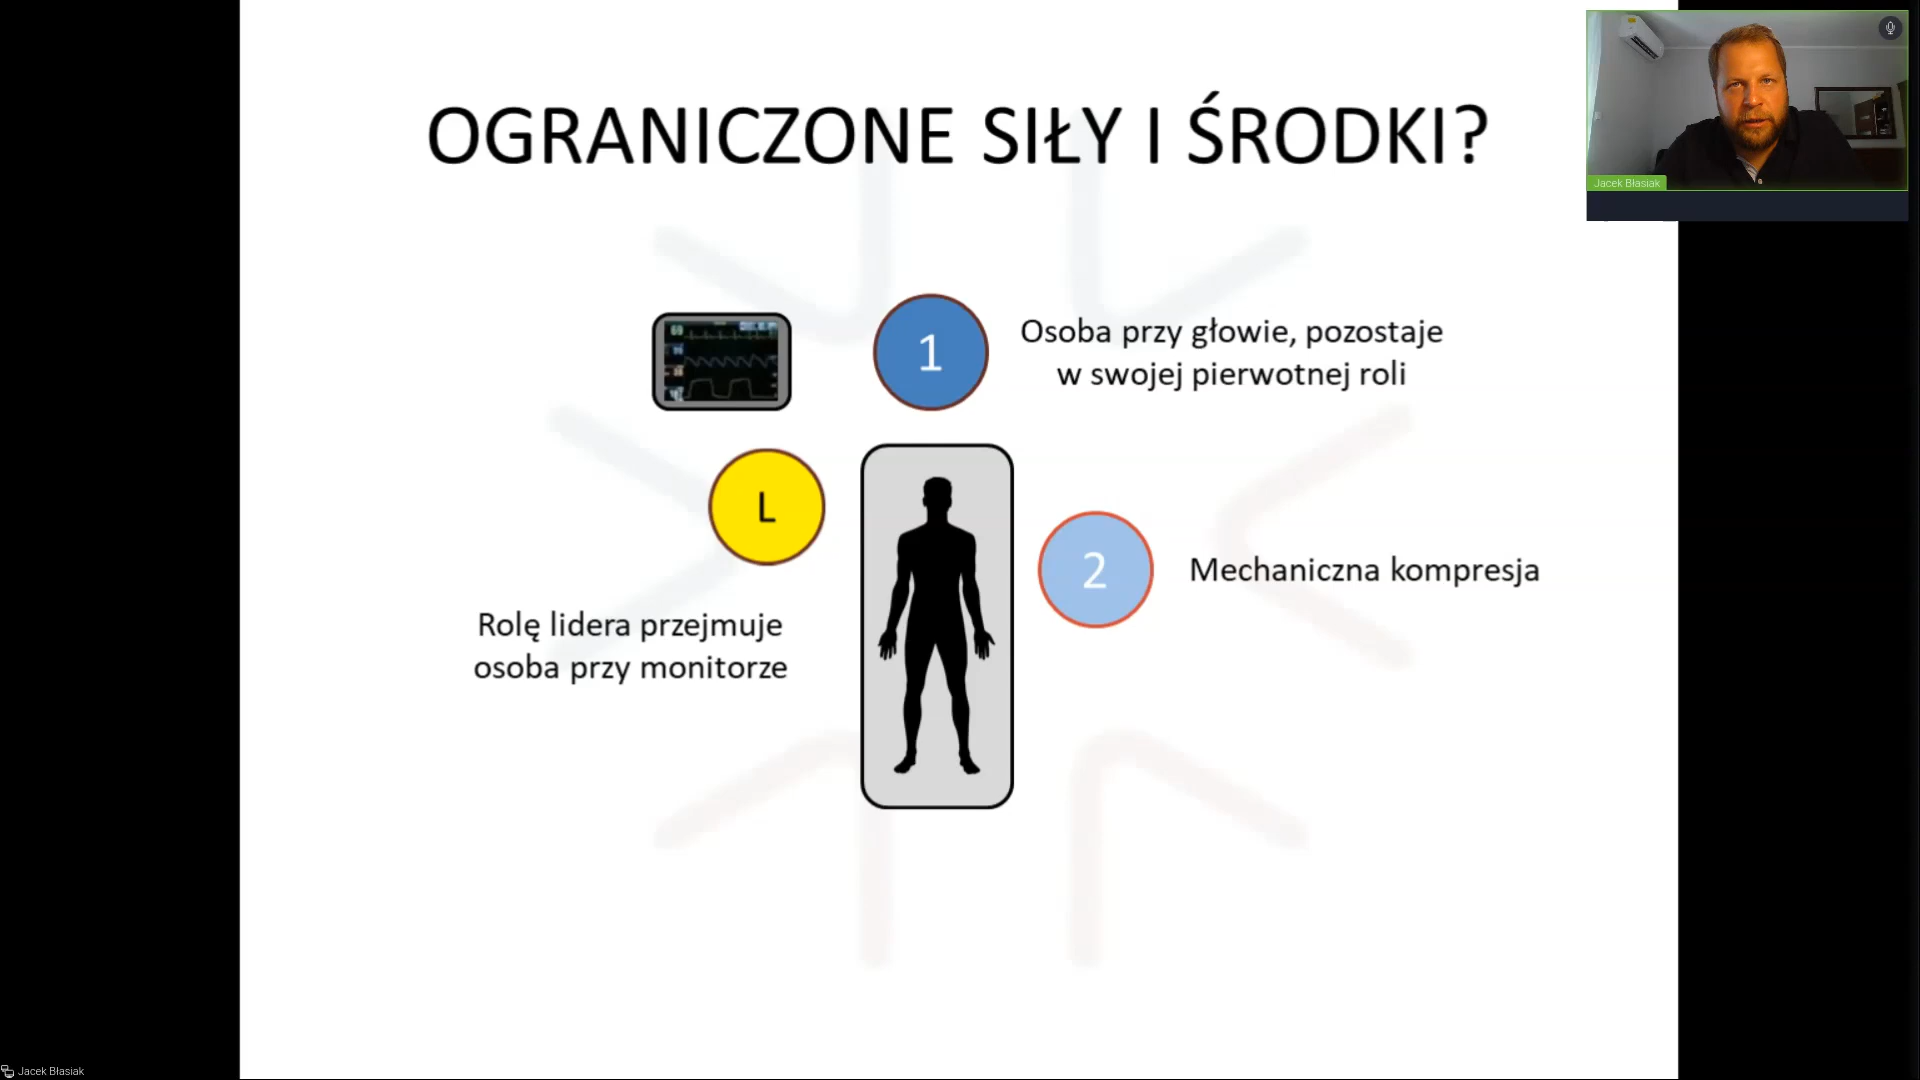 OGRANICZONE SIŁY I ŚRODKI?
Jacek Błasiak
69
1
Osoba przy głowie, pozostaje
w swojej pierwotnej roli
L
2
Mechaniczna kompresja
Rolę lidera przejmuje
osoba przy monitorze
Jacek Błasiak